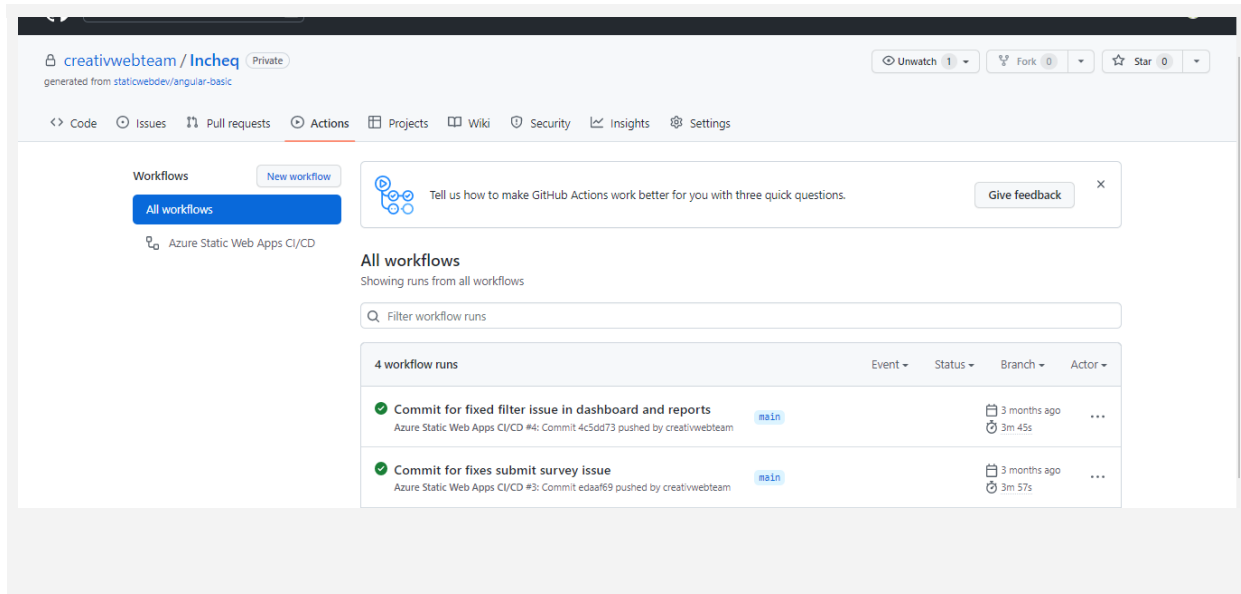 creativwebteam / Incheq Private
Unwatch 1
Fork 0
Star 0
generated from staticwebdev/angular-basic
Code
Issues
Pull requests
Actions
Projects
Wiki
Security
Insights
Settings
Workflows
New workflow
All workflows
Azure Static Web Apps CI/CD
Tell us how to make GitHub Actions work better for you with three quick questions.
Give feedback
All workflows
Showing runs from all workflows
Filter workflow runs
4 workflow runs
Event
Status
Branch
Actor
Commit for fixed filter issue in dashboard and reports
Azure Static Web Apps CI/CD #4: Commit 4c5dd73 pushed by creativwebteam
main
3 months ago
3m 45s
Commit for fixes submit survey issue
Azure Static Web Apps CI/CD #3: Commit edaaf69 pushed by creativwebteam
main
3 months ago
3m 57s